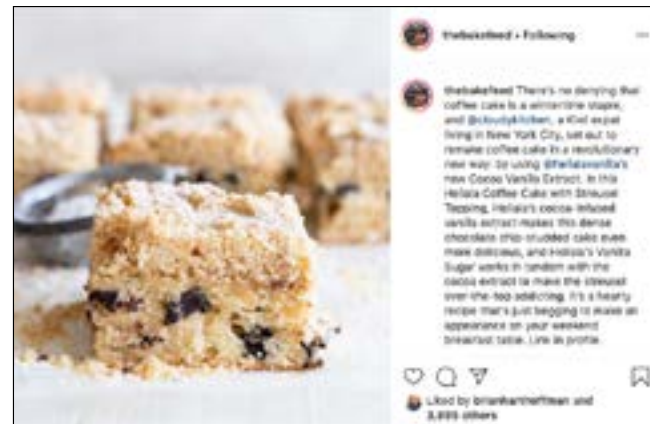 thebakefeed • Following
thebakefeed There's no denying that
coffee cake is a wintertime staple,
and @cloudykitchen, a Kiwi expat
living in New York City, set out to
remake coffee cake in a revolutionary
new way: by using @heilalavanilla's
new Cocoa Vanilla Extract. In this
Heilala Coffee Cake with Streusel
Topping, Heilala's cocoa-infused
vanilla extract makes this dense
chocolate chip-studded cake even
more delicious, and Heilala's Vanilla
Sugar works in tandem with the
cocoa extract to make the streusel
over-the-top addicting. It's a hearty
recipe that's just begging to make an
appearance on your weekend
breakfast table. Link in profile.
Liked by brianharthoffman and
others